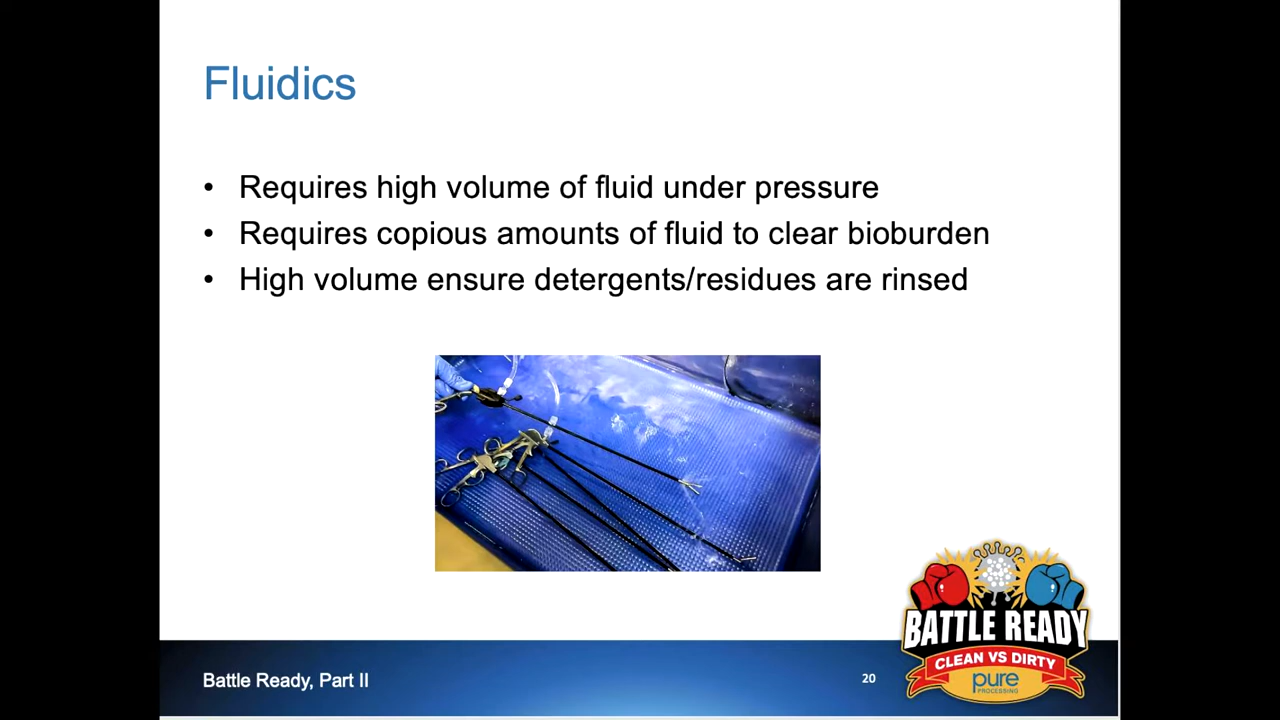 Fluidics
• Requires high volume of fluid under pressure
• Requires copious amounts of fluid to clear bioburden
• High volume ensure detergents/residues are rinsed
BATTLE READY
CLEAN VS DIRTY
pure
PROCESSING
Battle Ready, Part II
20